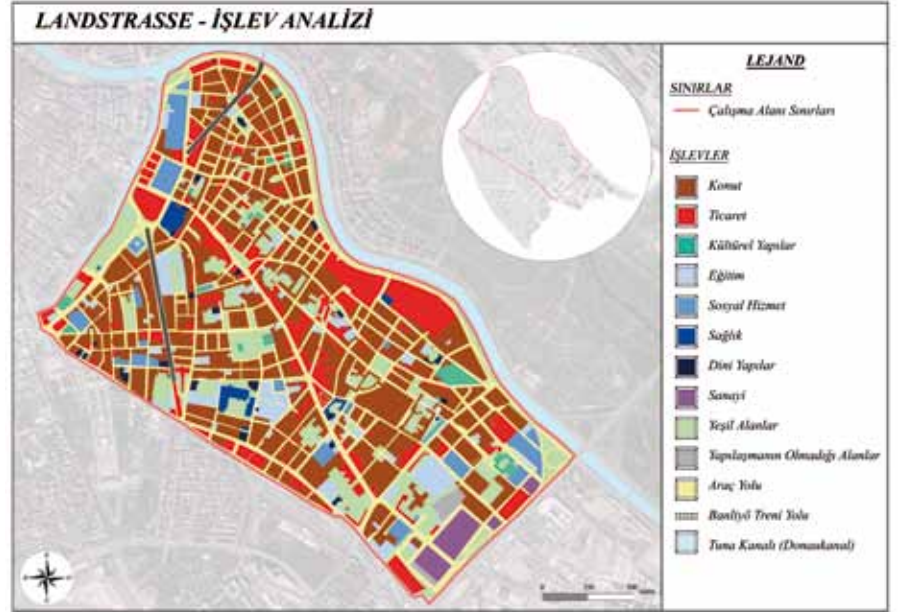 LANDSTRASSE - İŞLEV ANALİZİ
LEJAND
SINIRLAR
Çalışma Alanı Sınırları
İŞLEVLER
Konut
Ticaret
Kültürel Yapılar
Eğitim
Sosyal Hizmet
Sağlık
Dini Yapılar
Sanayi
Yeşil Alanlar
Yapılaşmanın Olmadığı Alanlar
Araç Yolu
Banliyö Treni Yolu
Tuna Kanalı (Donaukanal)
0